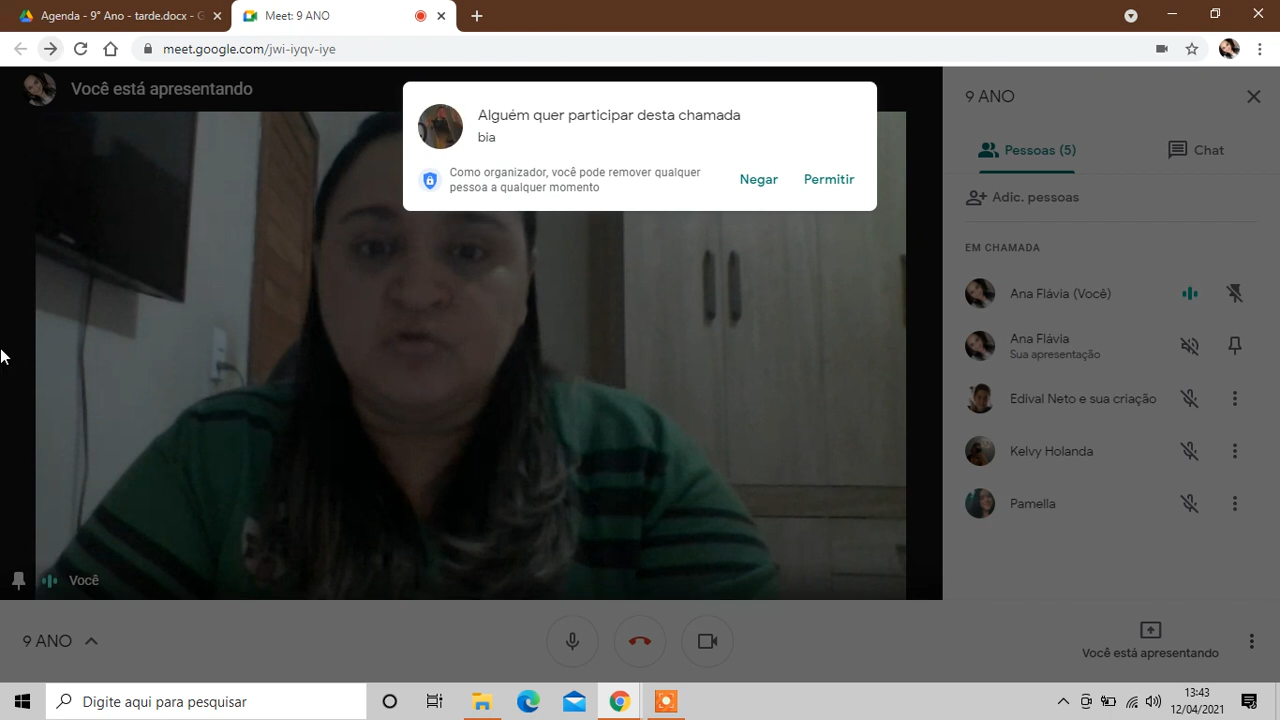 Agenda - 9° Ano - tarde.docx - G
Meet: 9 ANO
meet.google.com/jwi-iyqv-iye
Você está apresentando
Alguém quer participar desta chamada
bia
Como organizador, você pode remover qualquer
pessoa a qualquer momento
Negar
Permitir
9 ANO
Pessoas (5)
Chat
Adic. pessoas
EM CHAMADA
Ana Flávia (Você)
Ana Flávia
Sua apresentação
Edival Neto e sua criação
Kelvy Holanda
Pamella
Você
9 ANO
Você está apresentando
Digite aqui para pesquisar
13:43
12/04/2021